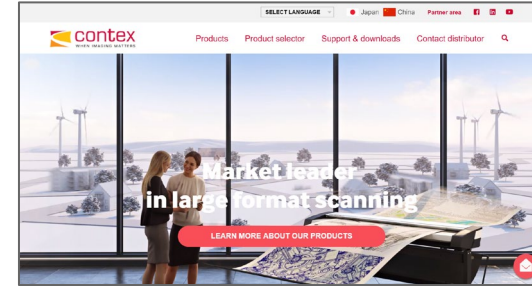 SELECT LANGUAGE
Japan
China
Partner area
contex
WHEN IMAGING MATTERS
Products
Product selector
Support & downloads
Contact distributor
Market leader
in large format scanning
LEARN MORE ABOUT OUR PRODUCTS